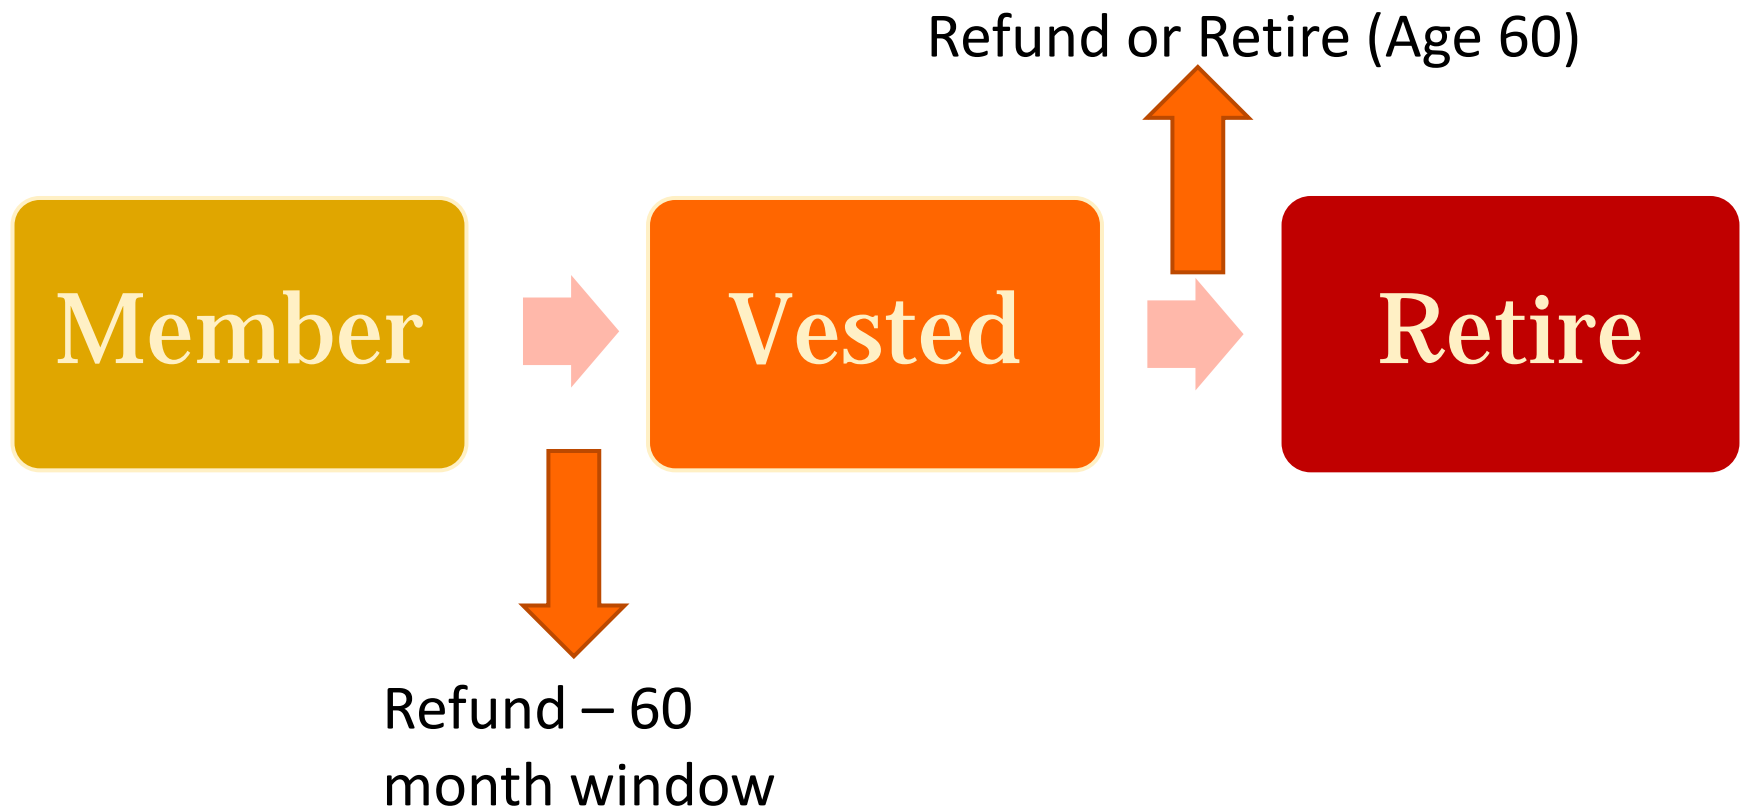 Refund or Retire (Age 60)
Member
Vested
Retire
Refund – 60
month window